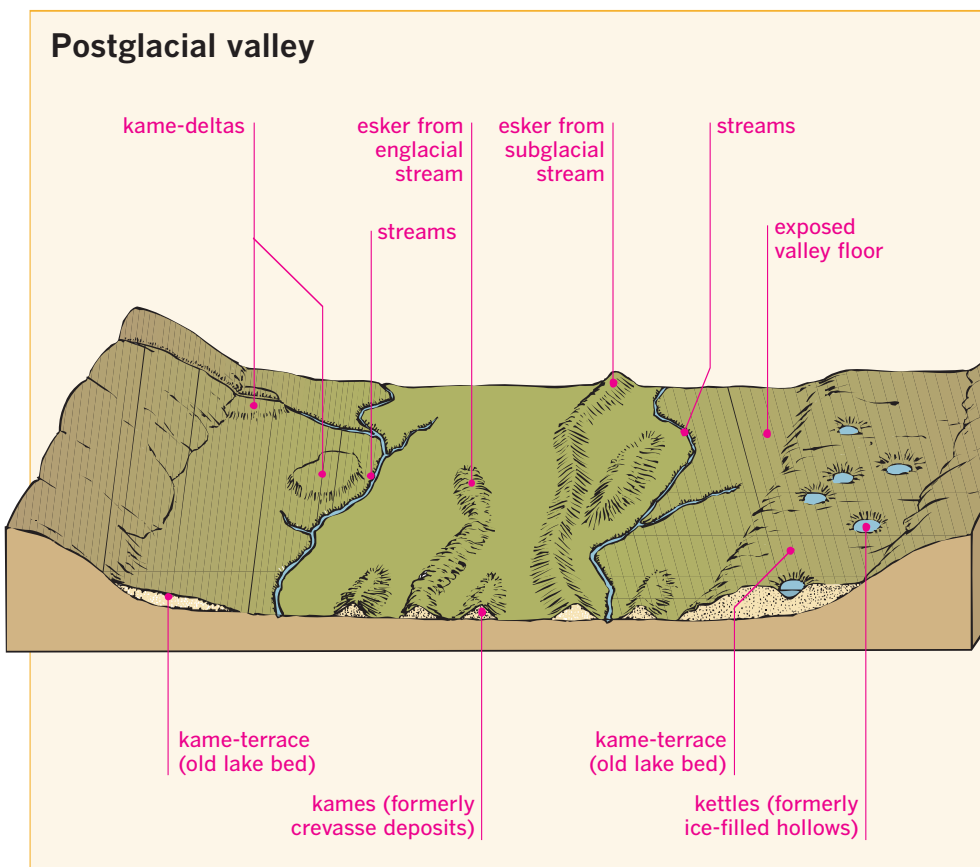 Postglacial valley
kame-deltas
esker from
englacial
stream
esker from
subglacial
stream
streams
streams
exposed
valley floor
kame-terrace
(old lake bed)
kames (formerly
crevasse deposits)
kame-terrace
(old lake bed)
kettles (formerly
ice-filled hollows)